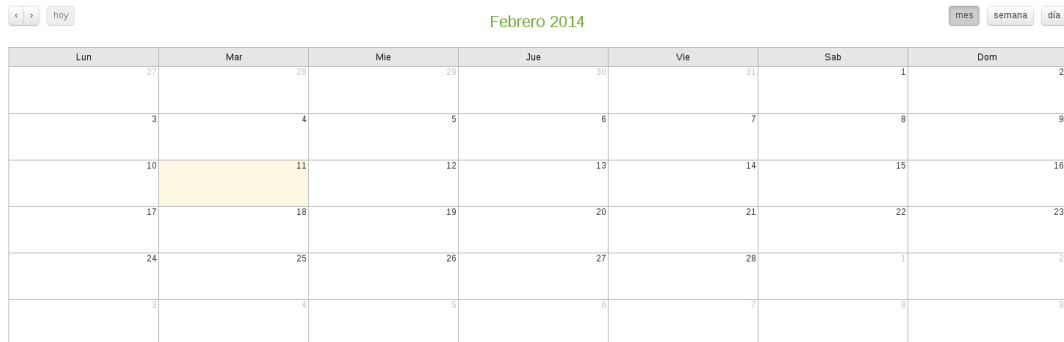 ‹ › hoy Febrero 2014 mes semana día
Lun Mar Mie Jue Vie Sab Dom
27 28 29 30 31 1 2
3 4 5 6 7 8 9
10 11 12 13 14 15 16
17 18 19 20 21 22 23
24 25 26 27 28 1 2
3 4 5 6 7 8 9